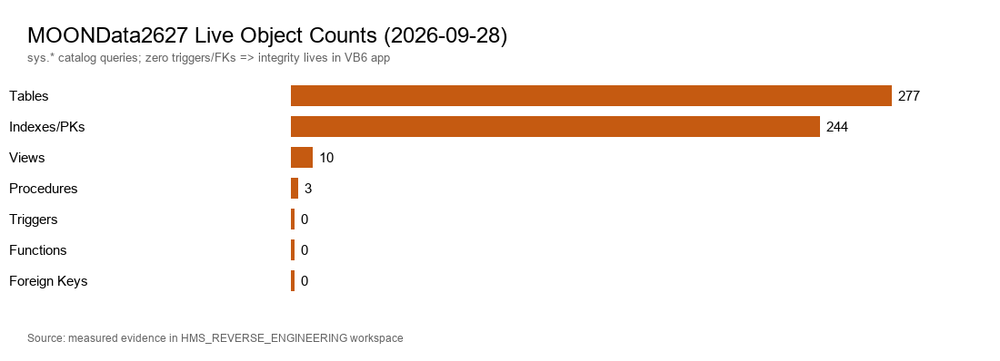 MOONData2627 Live Object Counts (2026-09-28)
sys.* catalog queries; zero triggers/FKs => integrity lives in VB6 app
Tables 277
Indexes/PKs 244
Views 10
Procedures 3
Triggers 0
Functions 0
Foreign Keys 0
Source: measured evidence in HMS_REVERSE_ENGINEERING workspace